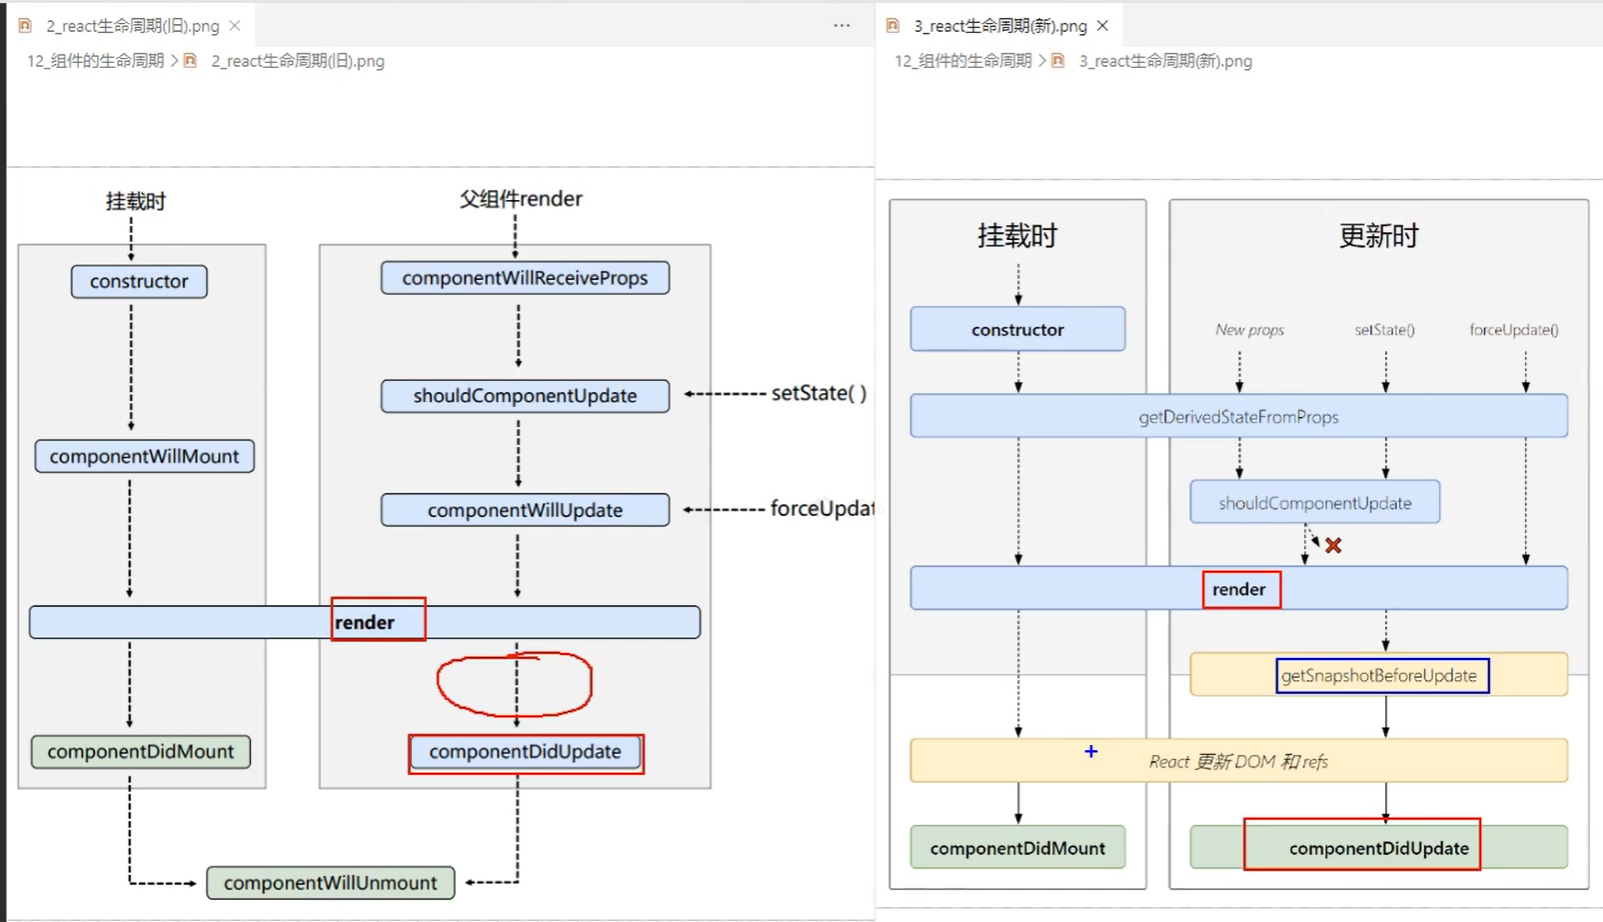 2_react生命周期(旧).png
12_组件的生命周期 > 2_react生命周期(旧).png
挂载时
父组件render
constructor
componentWillReceiveProps
shouldComponentUpdate
setState( )
componentWillMount
componentWillUpdate
forceUpdat
render
componentDidMount
componentDidUpdate
componentWillUnmount
3_react生命周期(新).png
12_组件的生命周期 > 3_react生命周期(新).png
挂载时
更新时
constructor
New props
setState()
forceUpdate()
getDerivedStateFromProps
shouldComponentUpdate
render
getSnapshotBeforeUpdate
React 更新 DOM 和 refs
componentDidMount
componentDidUpdate